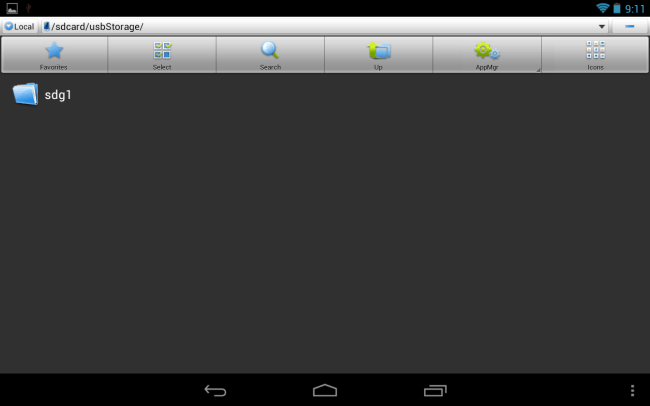 9:11
Local
/sdcard/usbStorage/
Favorites
Select
Search
Up
AppMgr
Icons
sdg1